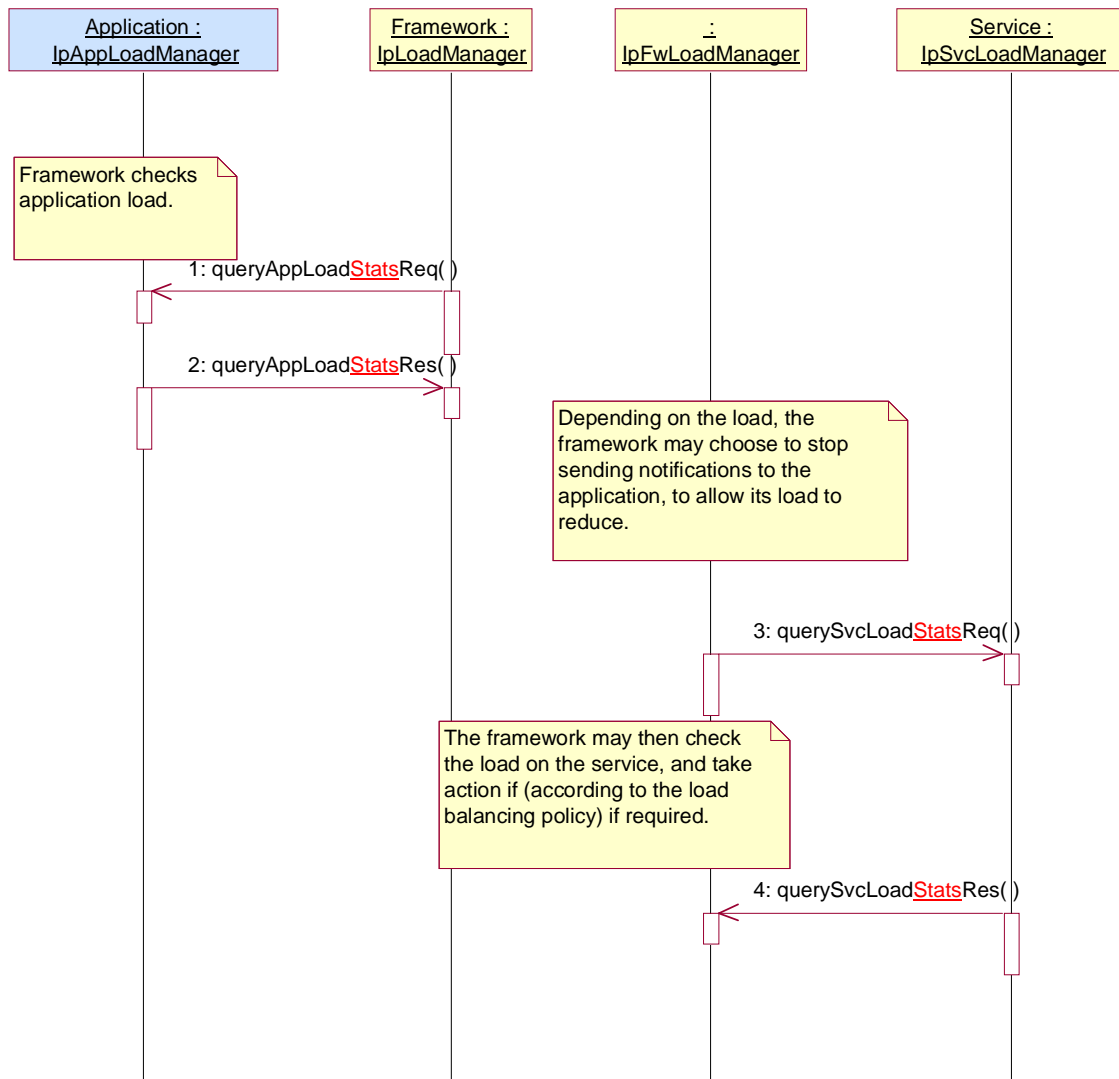 Application :
IpAppLoadManager
Framework :
IpLoadManager
:
IpFwLoadManager
Service :
IpSvcLoadManager
Framework checks
application load.
1: queryAppLoadStatsReq( )
2: queryAppLoadStatsRes( )
Depending on the load, the
framework may choose to stop
sending notifications to the
application, to allow its load to
reduce.
3: querySvcLoadStatsReq( )
The framework may then check
the load on the service, and take
action if (according to the load
balancing policy) if required.
4: querySvcLoadStatsRes( )